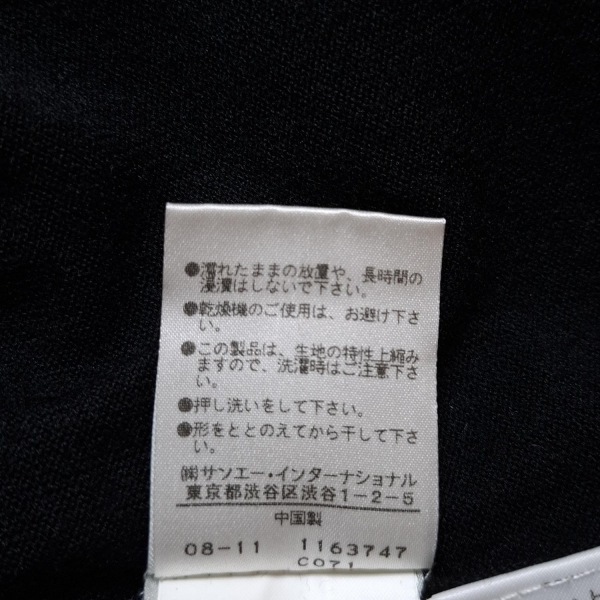 ●濡れたままの放置や、長時間の
浸漬はしないで下さい。
●乾燥機のご使用は、お避け下さ
い。
●この製品は、生地の特性上縮み
ますので、洗濯時はご注意下さ
い。
●押し洗いをして下さい。
●形をととのえてから干して下さい。
㈱サンエー・インターナショナル
東京都渋谷区渋谷1-2-5
中国製
08-11 1163747
C071